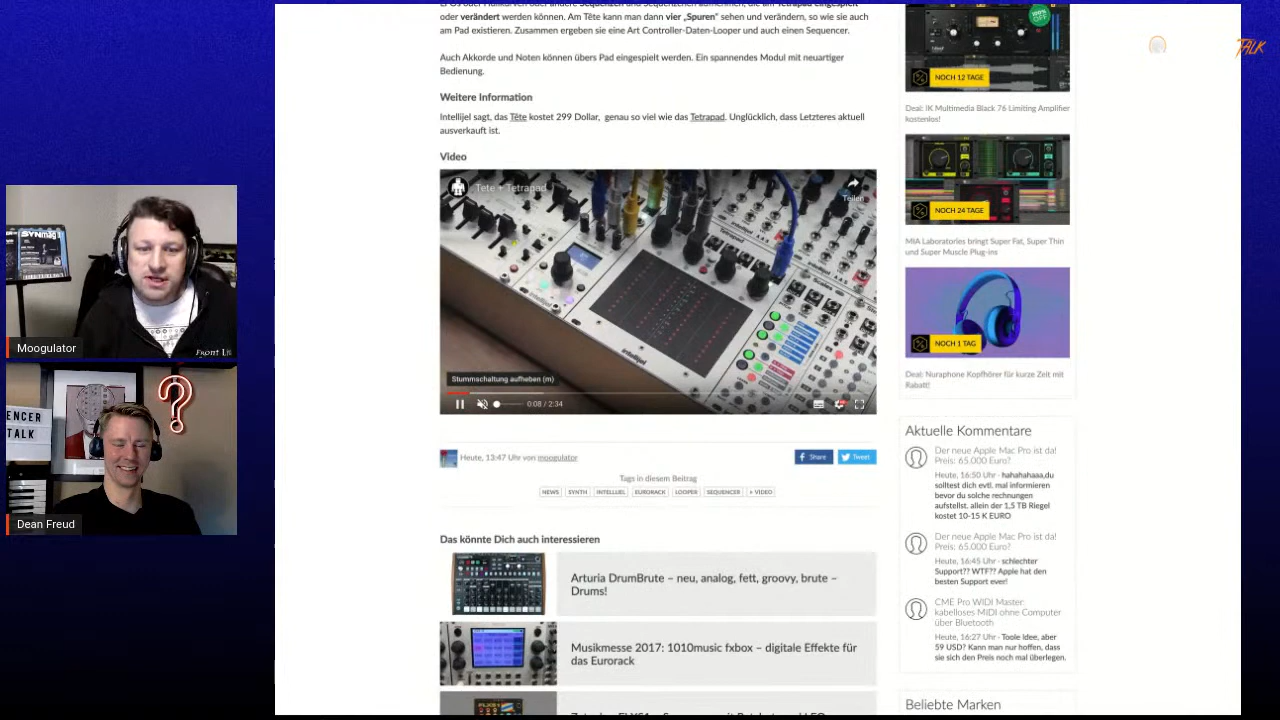 oder verändert werden können. Am Tête kann man dann vier „Spuren" sehen und verändern, so wie sie auch
am Pad existieren. Zusammen ergeben sie eine Art Controller-Daten-Looper und auch einen Sequencer.
Auch Akkorde und Noten können übers Pad eingespielt werden. Ein spannendes Modul mit neuartiger
Bedienung.
Weitere Information
Intellijel sagt, das Tête kostet 299 Dollar, genau so viel wie das Tetrapad. Unglücklich, dass Letzteres aktuell
ausverkauft ist.
Video
Tete + Tetrapad
Teilen
Stummschaltung aufheben (m)
0:08 / 2:34
Heute, 13:47 Uhr von moogulator
Share
Tweet
Tags in diesem Beitrag
NEWS SYNTH INTELLIJEL EURORACK LOOPER SEQUENCER VIDEO
Das könnte Dich auch interessieren
Arturia DrumBrute – neu, analog, fett, groovy, brute –
Drums!
Musikmesse 2017: 1010music fxbox – digitale Effekte für
das Eurorack
100%
OFF
NOCH 12 TAGE
Deal: IK Multimedia Black 76 Limiting Amplifier
kostenlos!
NOCH 24 TAGE
MIA Laboratories bringt Super Fat, Super Thin
und Super Muscle Plug-ins
NOCH 1 TAG
Deal: Nuraphone Kopfhörer für kurze Zeit mit
Rabatt!
Aktuelle Kommentare
Der neue Apple Mac Pro ist da!
Preis: 65.000 Euro?
Heute, 16:50 Uhr · hahahahaaa,du
solltest dich evtl. mal informieren
bevor du solche rechnungen
aufstellst. allein der 1,5 TB Riegel
kostet 10-15 K EURO
Der neue Apple Mac Pro ist da!
Preis: 65.000 Euro?
Heute, 16:45 Uhr · schlechter
Support?? WTF?? Apple hat den
besten Support ever!
CME Pro WIDI Master:
kabelloses MIDI ohne Computer
über Bluetooth
Heute, 16:27 Uhr · Toole Idee, aber
59 USD? Kann man nur hoffen, dass
sie sich den Preis noch mal überlegen.
Beliebte Marken
TALK
SYNMAG
Moogulator
ENCER
TALK
Dean Freud